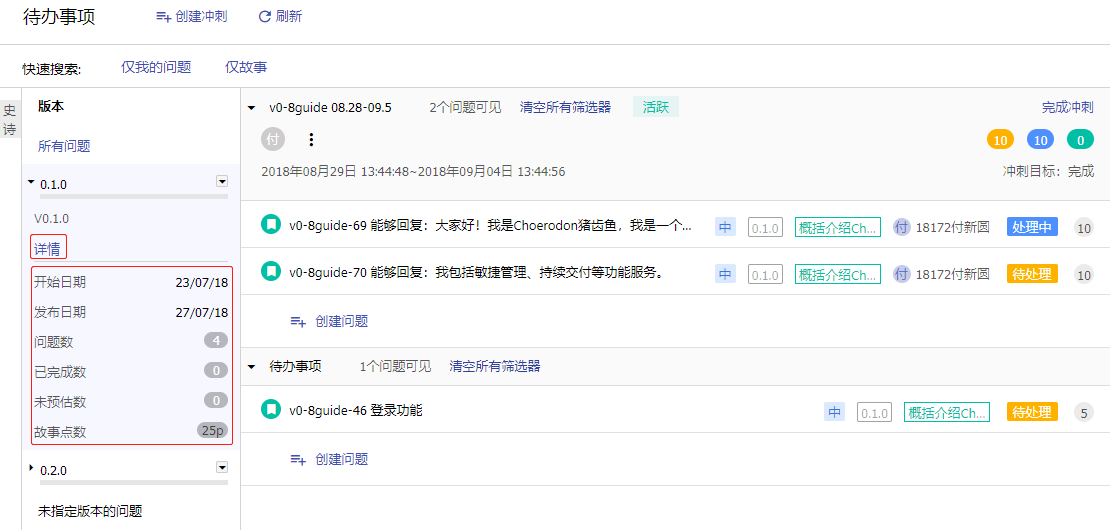 待办事项 创建冲刺 刷新
快速搜索: 仅我的问题 仅故事
史诗
版本
所有问题
0.1.0
V0.1.0
详情
开始日期 23/07/18
发布日期 27/07/18
问题数 4
已完成数 0
未预估数 0
故事点数 25p
0.2.0
未指定版本的问题
v0-8guide 08.28-09.5 2个问题可见 清空所有筛选器 活跃 完成冲刺
付 10 10 0
2018年08月29日 13:44:48~2018年09月04日 13:44:56 冲刺目标：完成
v0-8guide-69 能够回复：大家好！我是Choerodon猪齿鱼，我是一个... 中 0.1.0 概括介绍Ch... 付 18172付新圆 处理中 10
v0-8guide-70 能够回复：我包括敏捷管理、持续交付等功能服务。 中 0.1.0 概括介绍Ch... 付 18172付新圆 待处理 10
创建问题
待办事项 1个问题可见 清空所有筛选器
v0-8guide-46 登录功能 中 0.1.0 概括介绍Ch... 待处理 5
创建问题